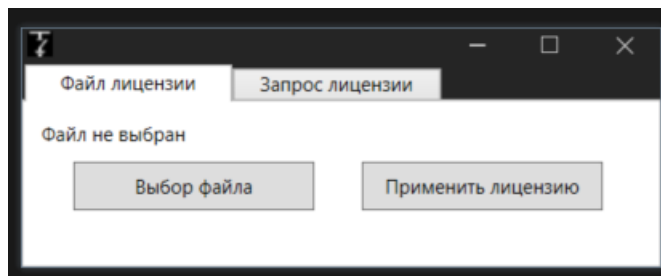 Файл лицензии
Запрос лицензии
Файл не выбран
Выбор файла
Применить лицензию